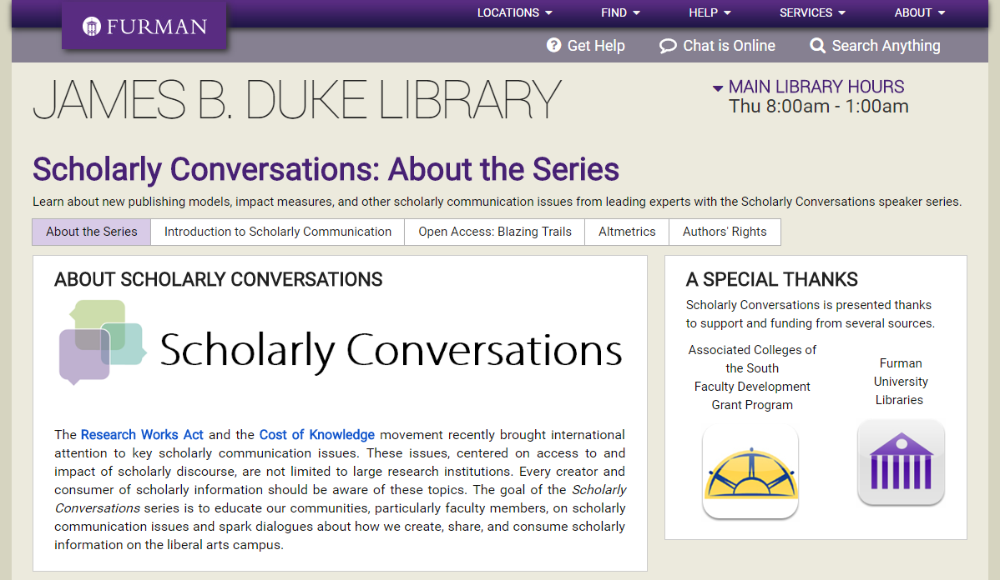 LOCATIONS FIND HELP SERVICES ABOUT
FURMAN
Get Help Chat is Online Search Anything
JAMES B. DUKE LIBRARY
MAIN LIBRARY HOURS
Thu 8:00am - 1:00am
Scholarly Conversations: About the Series
Learn about new publishing models, impact measures, and other scholarly communication issues from leading experts with the Scholarly Conversations speaker series.
About the Series Introduction to Scholarly Communication Open Access: Blazing Trails Altmetrics Authors' Rights
ABOUT SCHOLARLY CONVERSATIONS
Scholarly Conversations
The Research Works Act and the Cost of Knowledge movement recently brought international
attention to key scholarly communication issues. These issues, centered on access to and
impact of scholarly discourse, are not limited to large research institutions. Every creator and
consumer of scholarly information should be aware of these topics. The goal of the Scholarly
Conversations series is to educate our communities, particularly faculty members, on scholarly
communication issues and spark dialogues about how we create, share, and consume scholarly
information on the liberal arts campus.
A SPECIAL THANKS
Scholarly Conversations is presented thanks
to support and funding from several sources.
Associated Colleges of
the South
Faculty Development
Grant Program
Furman
University
Libraries